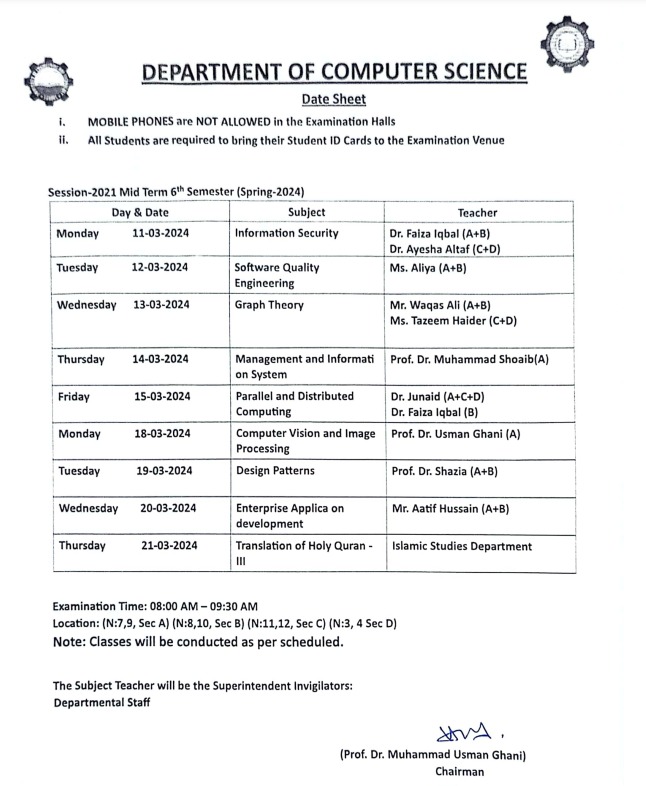 DEPARTMENT OF COMPUTER SCIENCE
Date Sheet
i. MOBILE PHONES are NOT ALLOWED in the Examination Halls
ii. All Students are required to bring their Student ID Cards to the Examination Venue
Session-2021 Mid Term 6th Semester (Spring-2024)
Day & Date Subject Teacher
Monday 11-03-2024 Information Security Dr. Faiza Iqbal (A+B)
Dr. Ayesha Altaf (C+D)
Tuesday 12-03-2024 Software Quality Ms. Aliya (A+B)
Engineering
Wednesday 13-03-2024 Graph Theory Mr. Waqas Ali (A+B)
Ms. Tazeem Haider (C+D)
Thursday 14-03-2024 Management and Informati Prof. Dr. Muhammad Shoaib(A)
on System
Friday 15-03-2024 Parallel and Distributed Dr. Junaid (A+C+D)
Computing Dr. Faiza Iqbal (B)
Monday 18-03-2024 Computer Vision and Image Prof. Dr. Usman Ghani (A)
Processing
Tuesday 19-03-2024 Design Patterns Prof. Dr. Shazia (A+B)
Wednesday 20-03-2024 Enterprise Applica on Mr. Aatif Hussain (A+B)
development
Thursday 21-03-2024 Translation of Holy Quran - Islamic Studies Department
III
Examination Time: 08:00 AM – 09:30 AM
Location: (N:7,9, Sec A) (N:8,10, Sec B) (N:11,12, Sec C) (N:3, 4 Sec D)
Note: Classes will be conducted as per scheduled.
The Subject Teacher will be the Superintendent Invigilators:
Departmental Staff
(Prof. Dr. Muhammad Usman Ghani)
Chairman